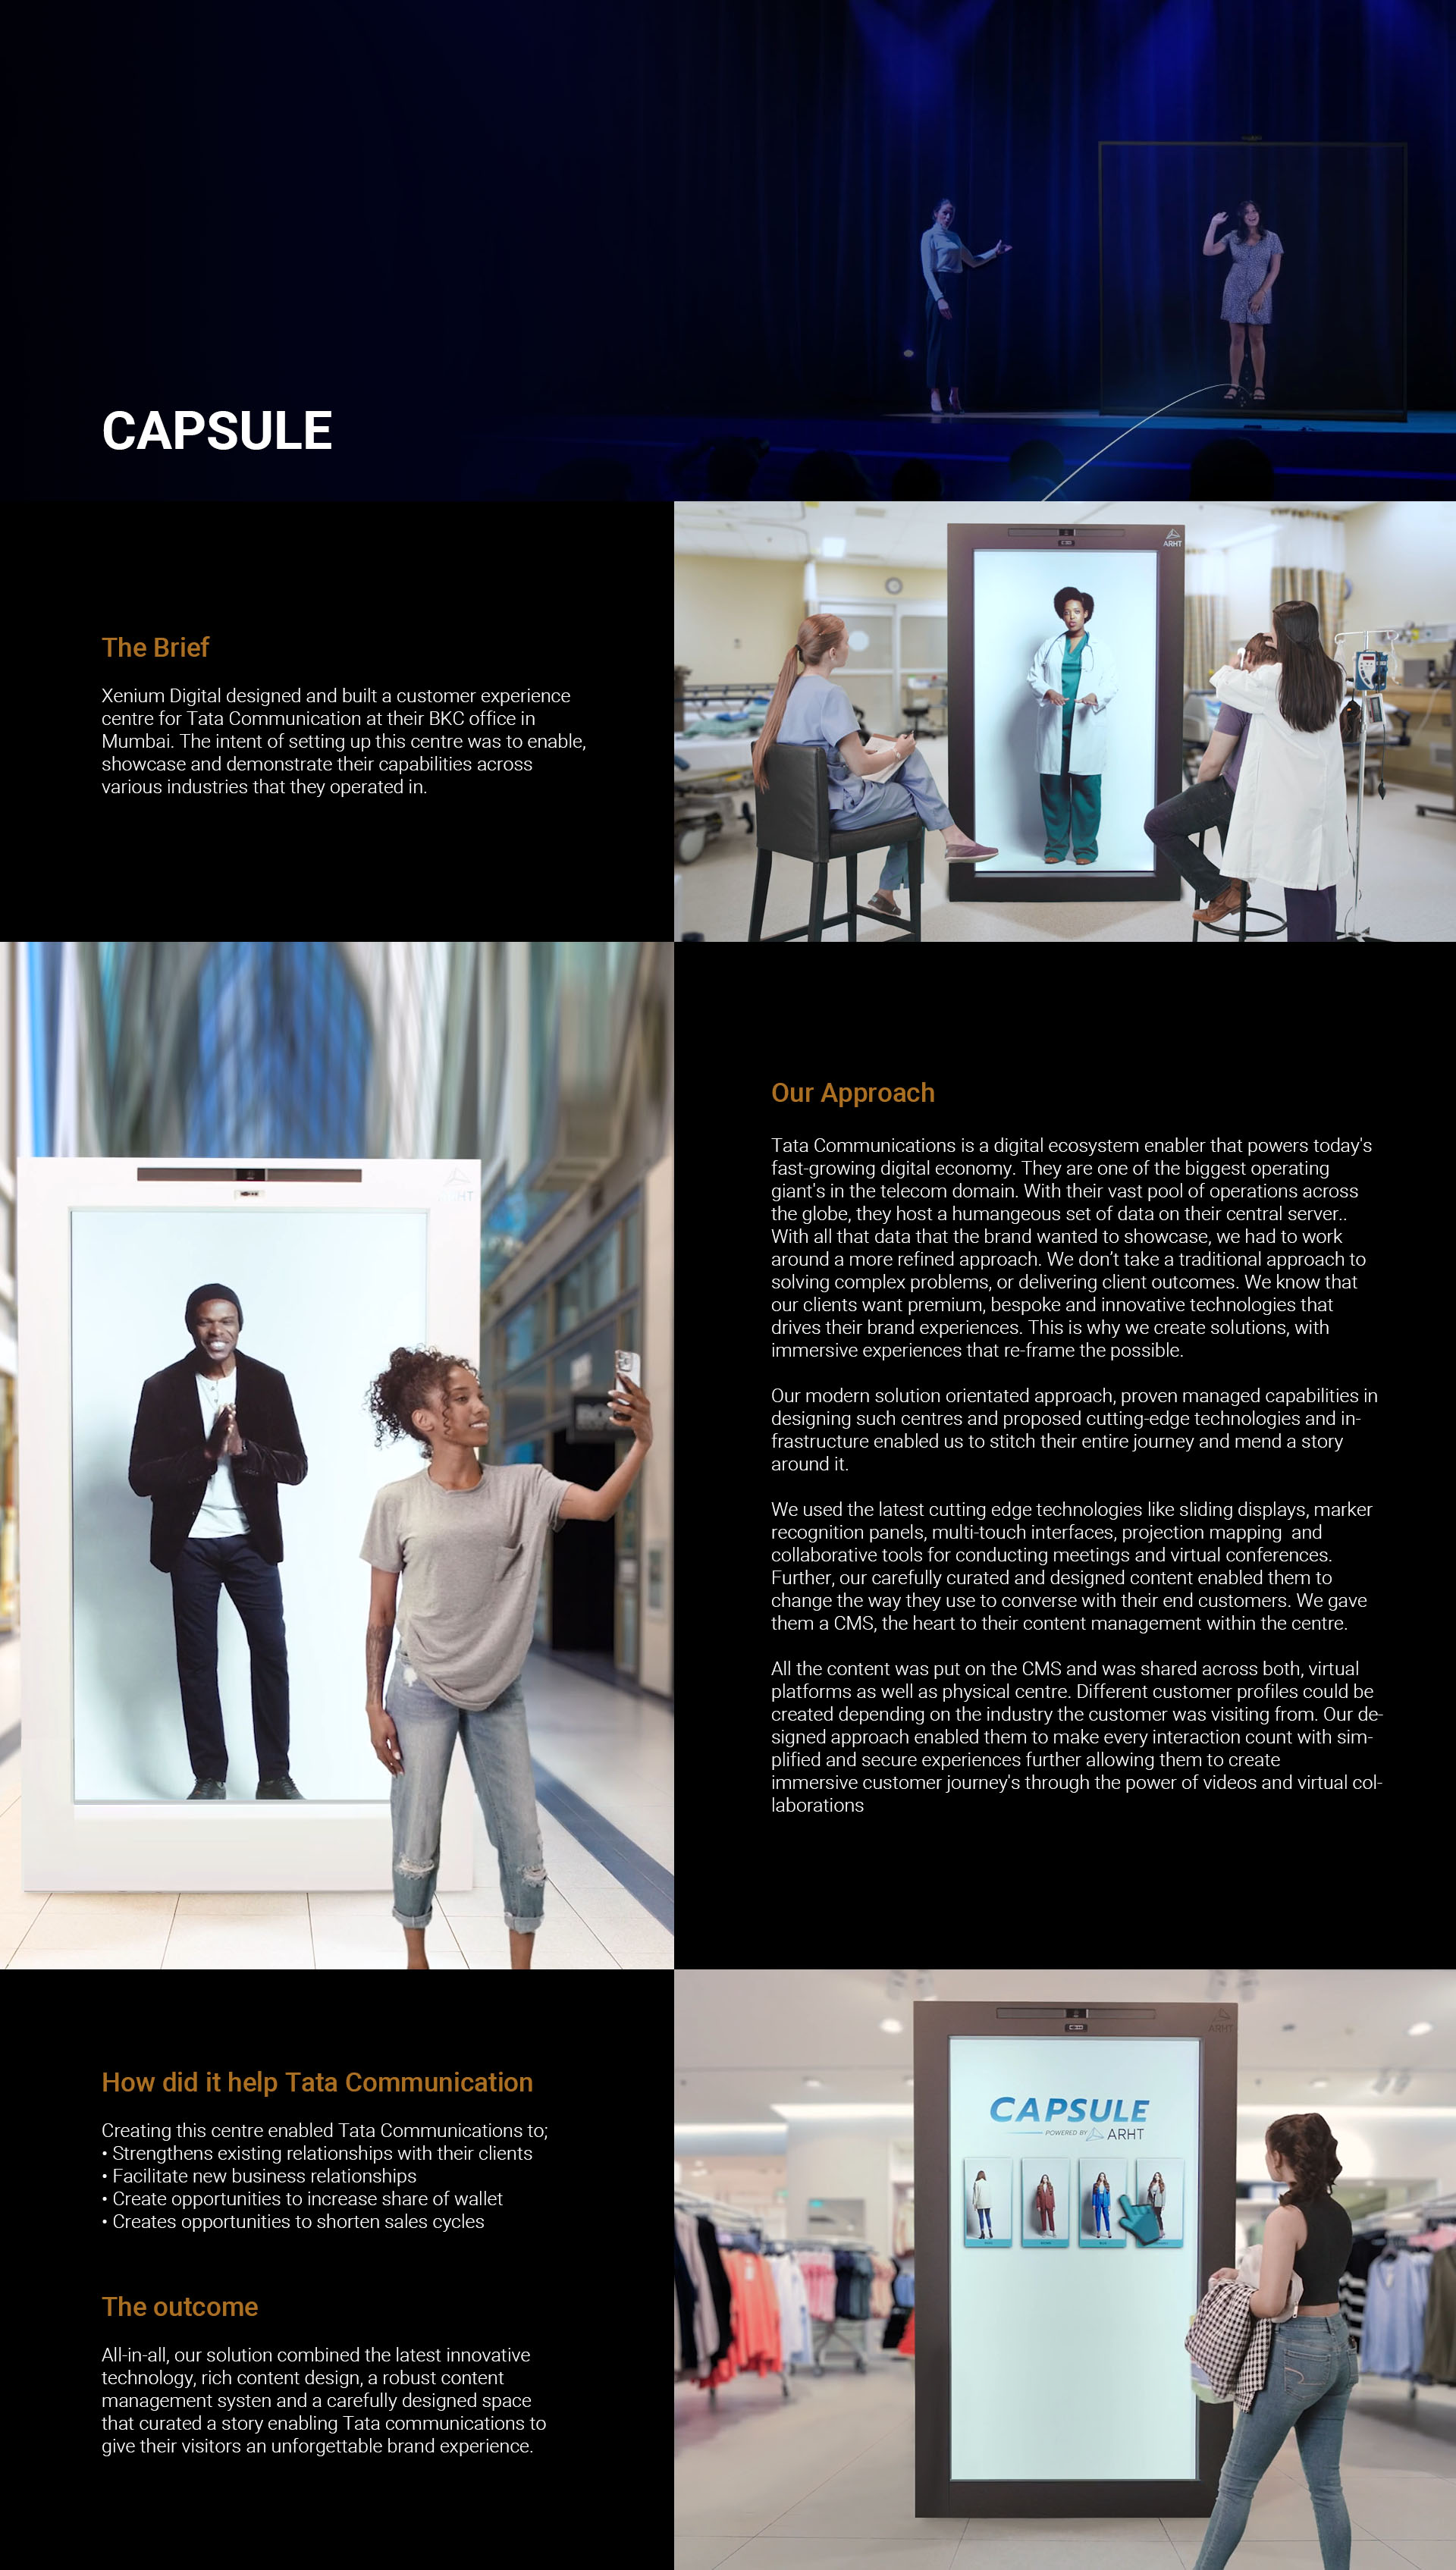 CAPSULE
The Brief
Xenium Digital designed and built a customer experience
centre for Tata Communication at their BKC office in
Mumbai. The intent of setting up this centre was to enable,
showcase and demonstrate their capabilities across
various industries that they operated in.
ARHT
Our Approach
Tata Communications is a digital ecosystem enabler that powers today's
fast-growing digital economy. They are one of the biggest operating
giant's in the telecom domain. With their vast pool of operations across
the globe, they host a humangeous set of data on their central server..
With all that data that the brand wanted to showcase, we had to work
around a more refined approach. We don’t take a traditional approach to
solving complex problems, or delivering client outcomes. We know that
our clients want premium, bespoke and innovative technologies that
drives their brand experiences. This is why we create solutions, with
immersive experiences that re-frame the possible.
Our modern solution orientated approach, proven managed capabilities in
designing such centres and proposed cutting-edge technologies and in-
frastructure enabled us to stitch their entire journey and mend a story
around it.
We used the latest cutting edge technologies like sliding displays, marker
recognition panels, multi-touch interfaces, projection mapping  and
collaborative tools for conducting meetings and virtual conferences.
Further, our carefully curated and designed content enabled them to
change the way they use to converse with their end customers. We gave
them a CMS, the heart to their content management within the centre.
All the content was put on the CMS and was shared across both, virtual
platforms as well as physical centre. Different customer profiles could be
created depending on the industry the customer was visiting from. Our de-
signed approach enabled them to make every interaction count with sim-
plified and secure experiences further allowing them to create
immersive customer journey's through the power of videos and virtual col-
laborations
How did it help Tata Communication
Creating this centre enabled Tata Communications to;
• Strengthens existing relationships with their clients
• Facilitate new business relationships
• Create opportunities to increase share of wallet
• Creates opportunities to shorten sales cycles
The outcome
All-in-all, our solution combined the latest innovative
technology, rich content design, a robust content
management systen and a carefully designed space
that curated a story enabling Tata communications to
give their visitors an unforgettable brand experience.
ARHT
CAPSULE
POWERED BY ARHT